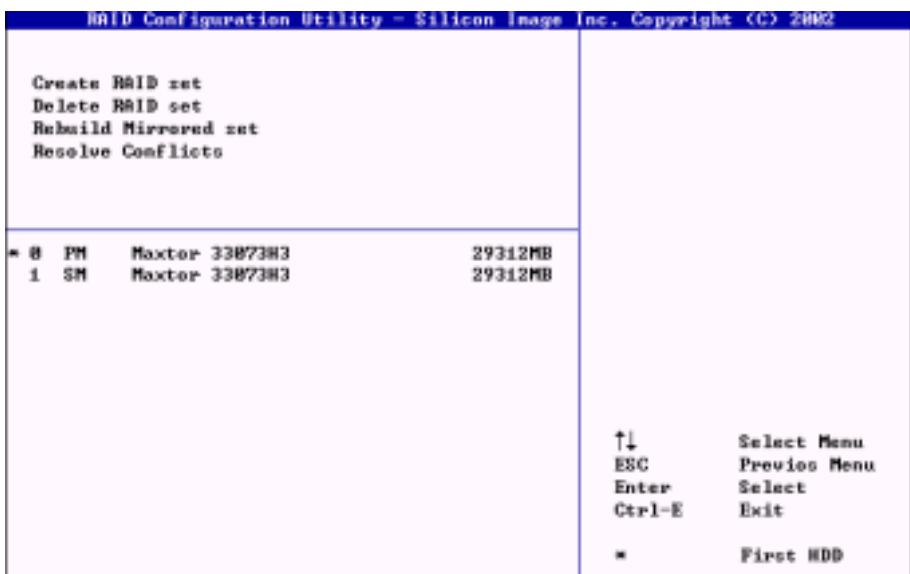 RAID Configuration Utility - Silicon Image Inc. Copyright (C) 2002
Create RAID set
Delete RAID set
Rebuild Mirrored set
Resolve Conflicts
* 0 PM Maxtor 33073H3 29312MB
1 SM Maxtor 33073H3 29312MB
↑↓ Select Menu
ESC Previos Menu
Enter Select
Ctrl-E Exit
* First HDD